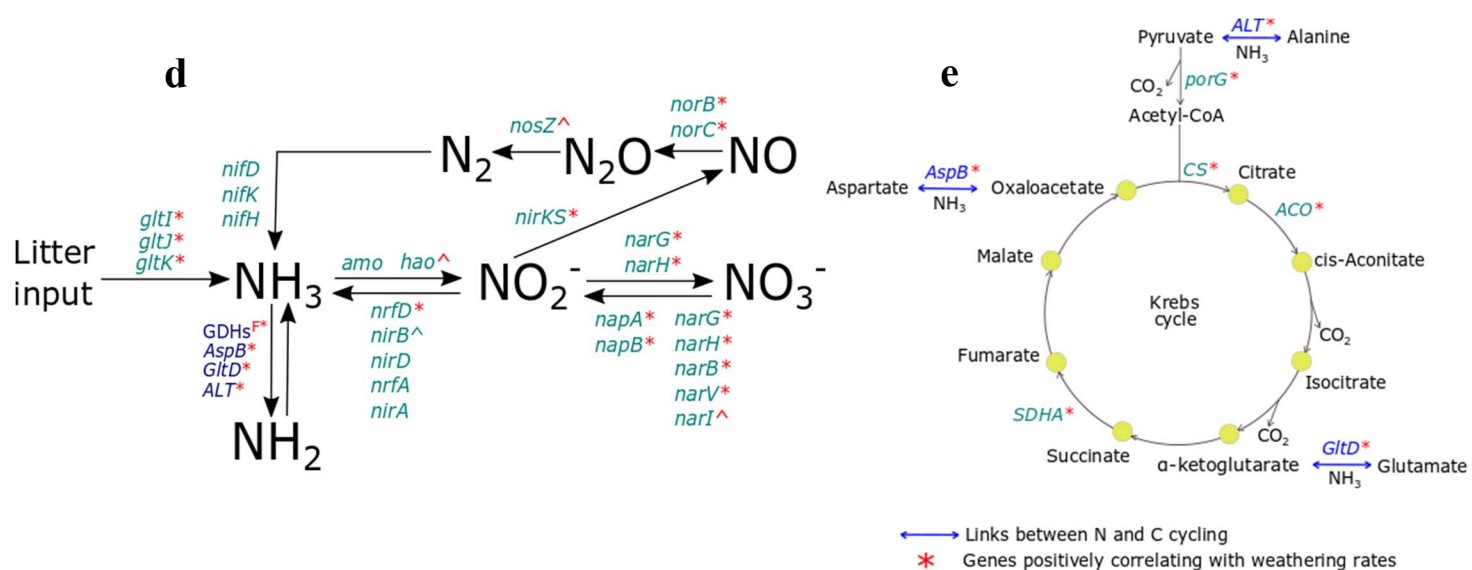 d
norB*
norC*
nosZ^
N2
N2O
NO
nifD
nifK
nifH
nirKS*
gltI*
gltJ*
gltK*
Litter
input
NH3
amo hao^
NO2-
narG*
narH*
NO3-
nrfD*
nirB^
nirD
nrfA
nirA
napA*
napB*
narG*
narH*
narB*
narV*
narI^
GDHsF*
AspB*
GltD*
ALT*
NH2
e
Pyruvate
ALT*
NH3
Alanine
CO2
porG*
Acetyl-CoA
Aspartate
AspB*
NH3
Oxaloacetate
CS*
Citrate
ACO*
Malate
cis-Aconitate
Krebs
cycle
CO2
Fumarate
Isocitrate
SDHA*
CO2
Succinate
α-ketoglutarate
GltD*
NH3
Glutamate
Links between N and C cycling
* Genes positively correlating with weathering rates